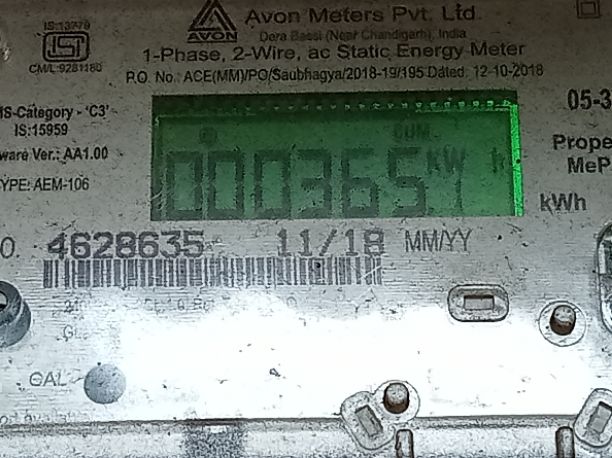 IS:13779
CM/L:9281180
AVON
Avon Meters Pvt. Ltd.
Dera Bassi (Near Chandigarh), India
1-Phase, 2-Wire, ac Static Energy Meter
P.O. No.: ACE(MM)/PO/Saubhagya/2018-19/195 Dated: 12-10-2018
MS-Category - 'C3'
IS:15959
ware Ver.: AA1.00
YPE: AEM-106
05-3
Prope
MeP
CUM
000365 kW h
kWh
O. 4628635 11/18 MM/YY